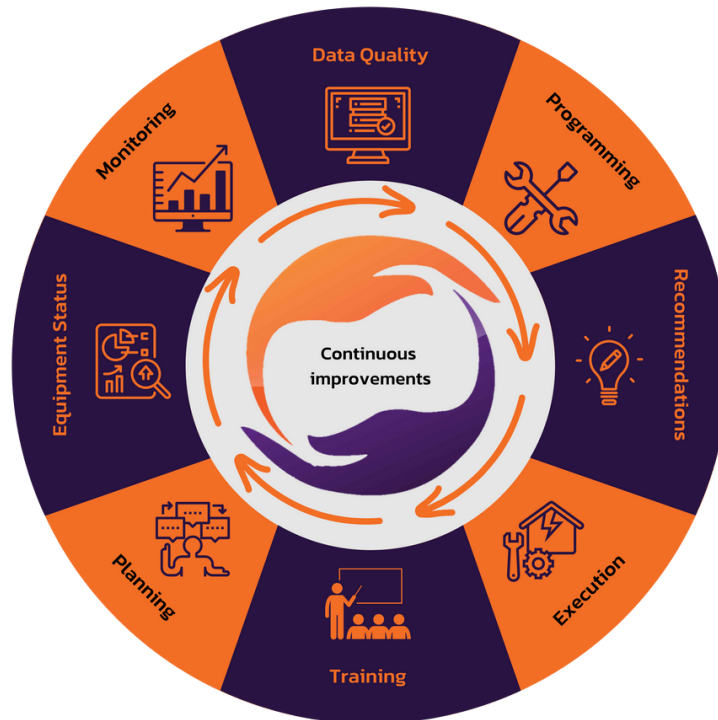 Data Quality
Programming
Recommendations
Execution
Training
Planning
Equipment Status
Monitoring
Continuous
improvements